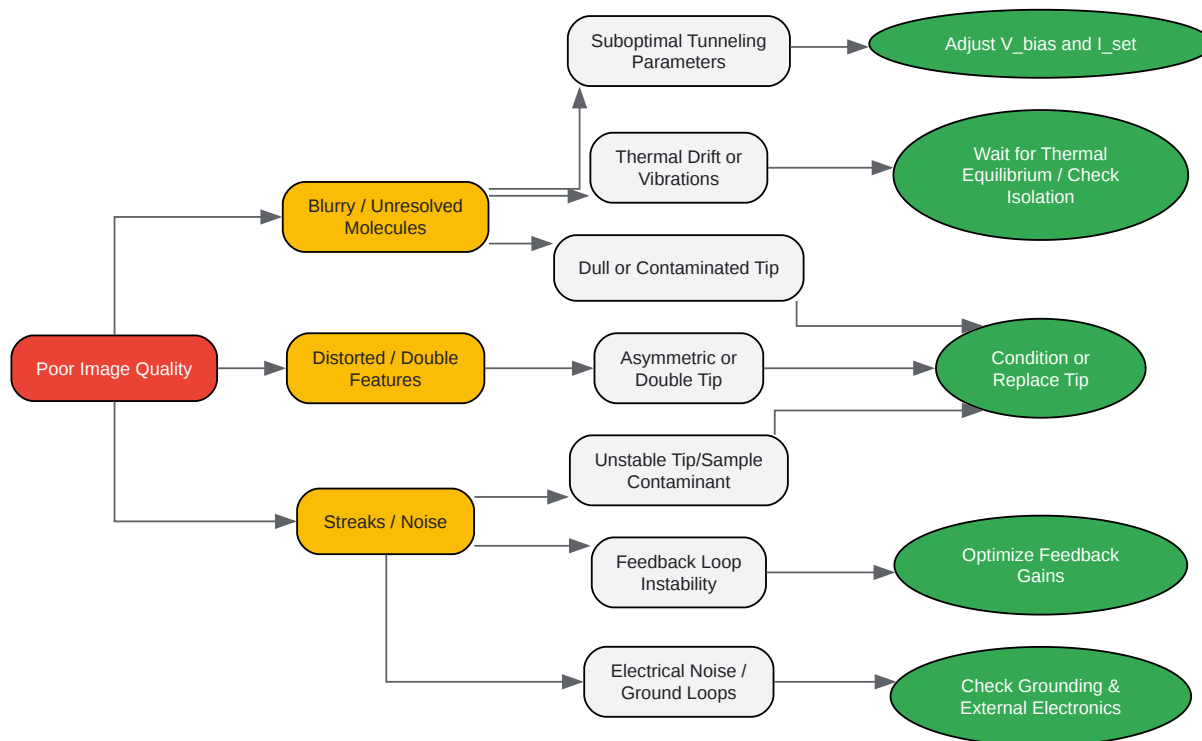 Suboptimal Tunneling
Parameters
Adjust V_bias and I_set
Thermal Drift or
Vibrations
Wait for Thermal
Equilibrium / Check
Isolation
Blurry / Unresolved
Molecules
Dull or Contaminated Tip
Poor Image Quality
Distorted / Double
Features
Asymmetric or
Double Tip
Condition or
Replace Tip
Unstable Tip/Sample
Contaminant
Streaks / Noise
Feedback Loop
Instability
Optimize Feedback
Gains
Electrical Noise /
Ground Loops
Check Grounding &
External Electronics